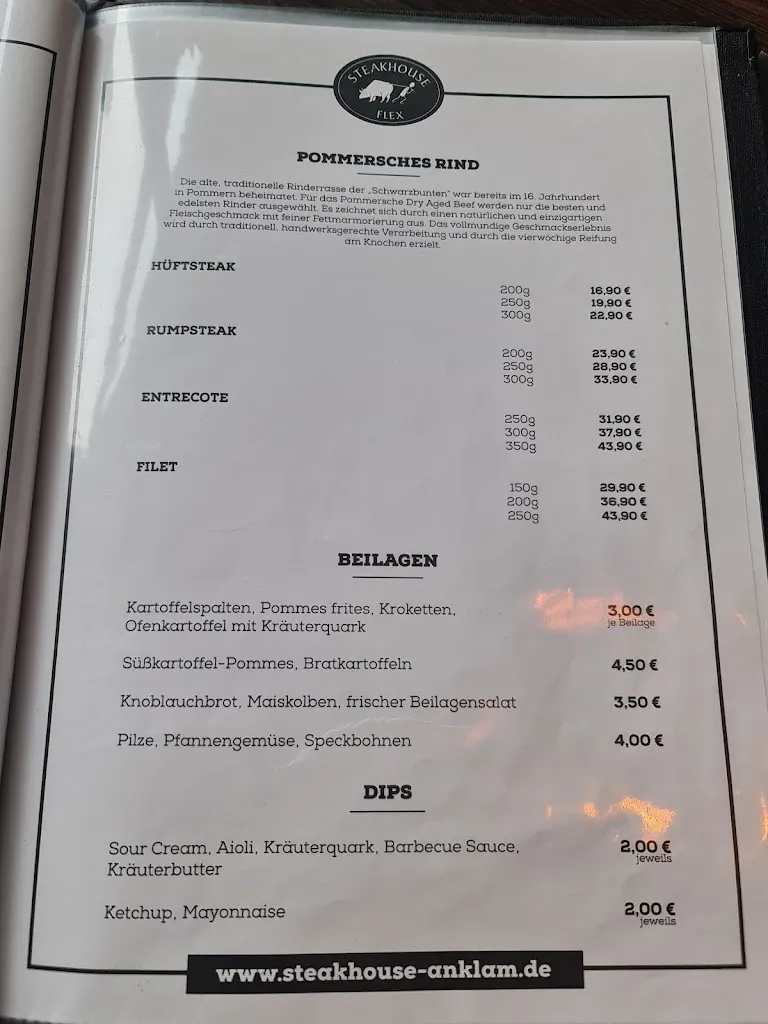 STEAKHOUSE
FLEX
POMMERSCHES RIND
Die alte, traditionelle Rinderrasse der „Schwarzbunten" war bereits im 16. Jahrhundert
in Pommern beheimatet. Für das Pommersche Dry Aged Beef werden nur die besten und
edelsten Rinder ausgewählt. Es zeichnet sich durch einen natürlichen und einzigartigen
Fleischgeschmack mit feiner Fettmarmorierung aus. Das vollmundige Geschmackserlebnis
wird durch traditionell, handwerksgerechte Verarbeitung und durch die vierwöchige Reifung
am Knochen erzielt.
HÜFTSTEAK
200g 16,90 €
250g 19,90 €
300g 22,90 €
RUMPSTEAK
200g 23,90 €
250g 28,90 €
300g 33,90 €
ENTRECOTE
250g 31,90 €
300g 37,90 €
350g 43,90 €
FILET
150g 29,90 €
200g 36,90 €
250g 43,90 €
BEILAGEN
Kartoffelspalten, Pommes frites, Kroketten, 3,00 €
Ofenkartoffel mit Kräuterquark je Beilage
Süßkartoffel-Pommes, Bratkartoffeln 4,50 €
Knoblauchbrot, Maiskolben, frischer Beilagensalat 3,50 €
Pilze, Pfannengemüse, Speckbohnen 4,00 €
DIPS
Sour Cream, Aioli, Kräuterquark, Barbecue Sauce, 2,00 €
Kräuterbutter jeweils
Ketchup, Mayonnaise 2,00 €
jeweils
www.steakhouse-anklam.de